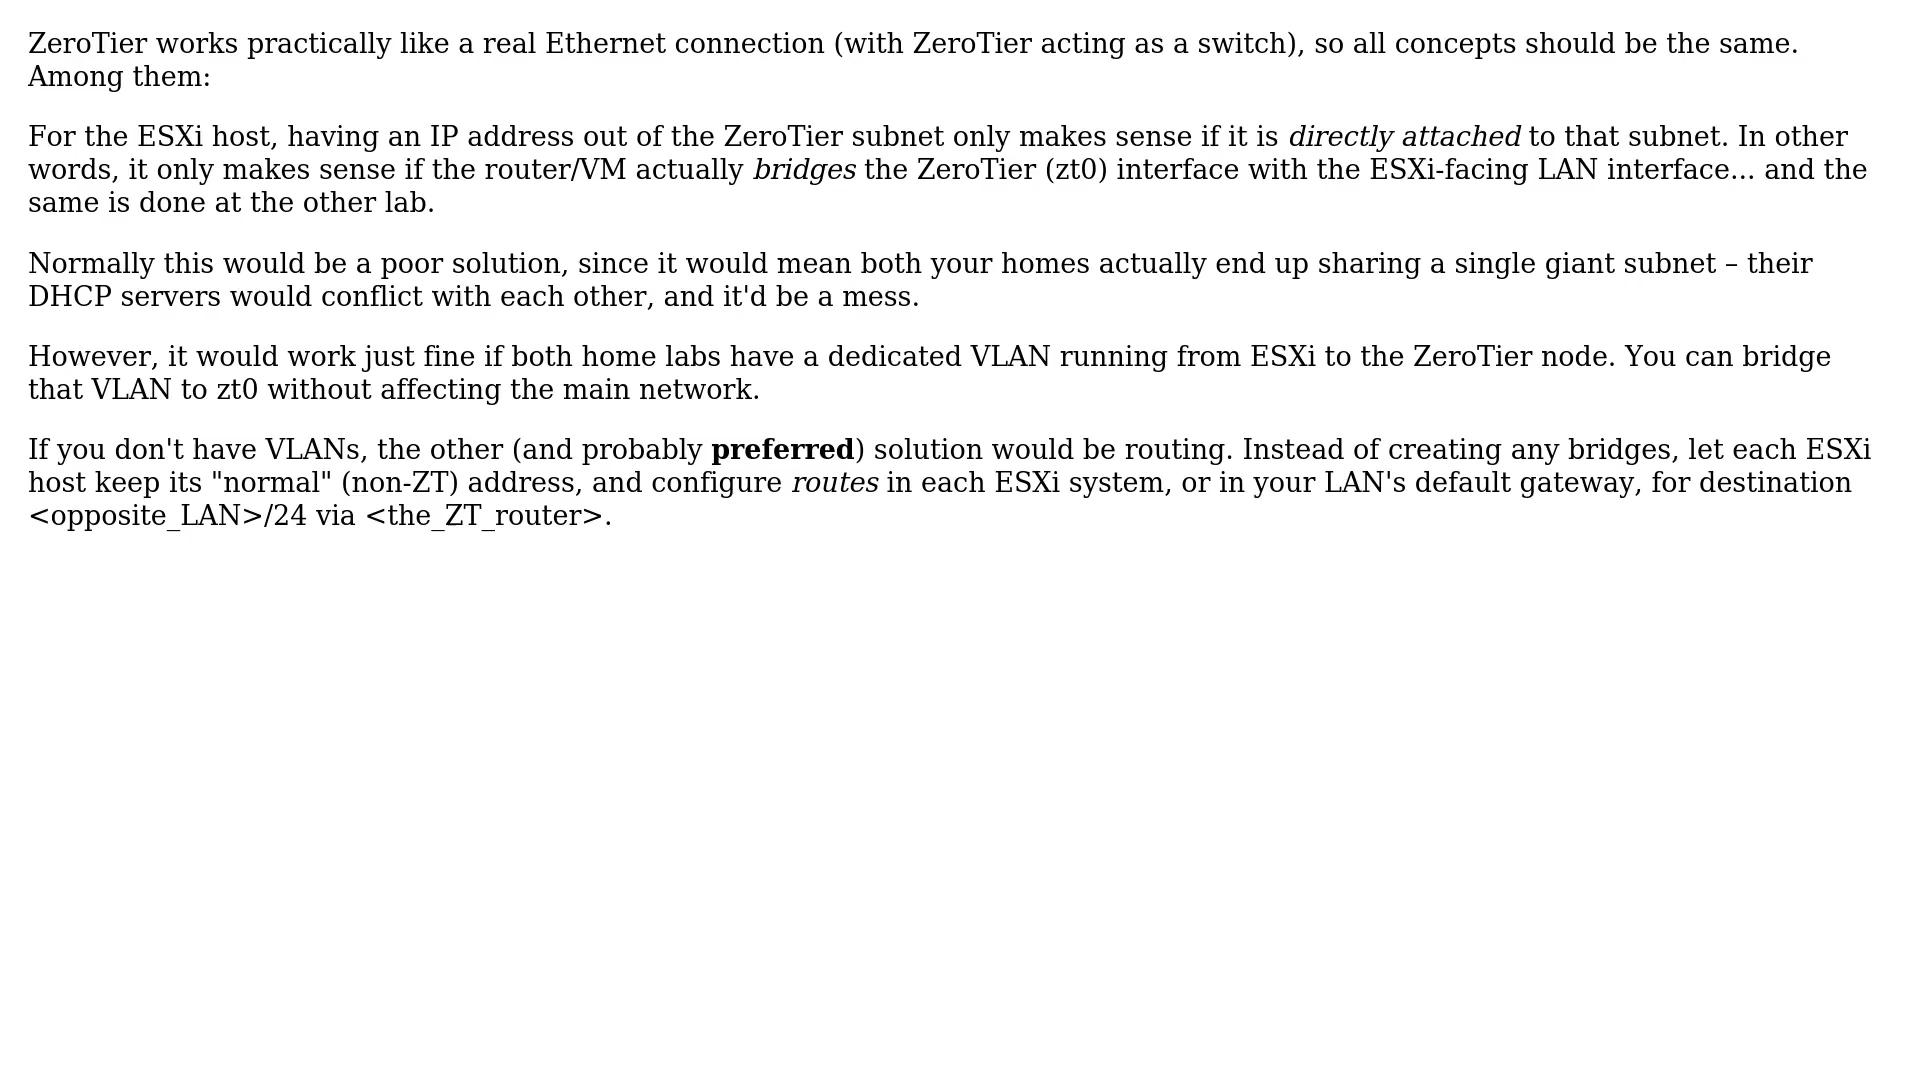 ZeroTier works practically like a real Ethernet connection (with ZeroTier acting as a switch), so all concepts should be the same.
Among them:
For the ESXi host, having an IP address out of the ZeroTier subnet only makes sense if it is directly attached to that subnet. In other
words, it only makes sense if the router/VM actually bridges the ZeroTier (zt0) interface with the ESXi-facing LAN interface... and the
same is done at the other lab.
Normally this would be a poor solution, since it would mean both your homes actually end up sharing a single giant subnet – their
DHCP servers would conflict with each other, and it'd be a mess.
However, it would work just fine if both home labs have a dedicated VLAN running from ESXi to the ZeroTier node. You can bridge
that VLAN to zt0 without affecting the main network.
If you don't have VLANs, the other (and probably preferred) solution would be routing. Instead of creating any bridges, let each ESXi
host keep its "normal" (non-ZT) address, and configure routes in each ESXi system, or in your LAN's default gateway, for destination
<opposite_LAN>/24 via <the_ZT_router>.